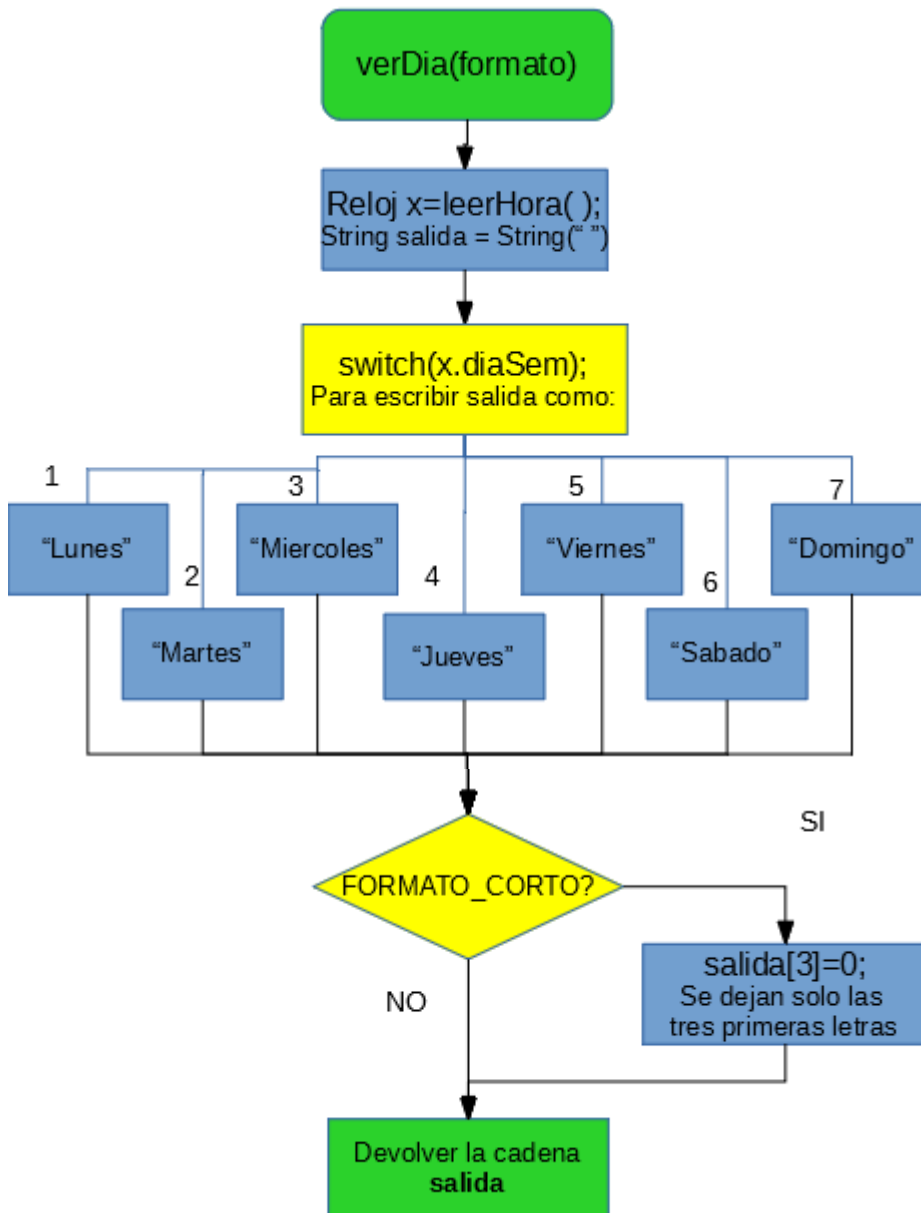 verDia(formato)
Reloj x=leerHora( );
String salida = String(“ ”)
switch(x.diaSem);
Para escribir salida como:
1
“Lunes”
2
“Martes”
3
“Miercoles”
4
“Jueves”
5
“Viernes”
6
“Sabado”
7
“Domingo”
FORMATO_CORTO?
SI
salida[3]=0;
Se dejan solo las
tres primeras letras
NO
Devolver la cadena
salida